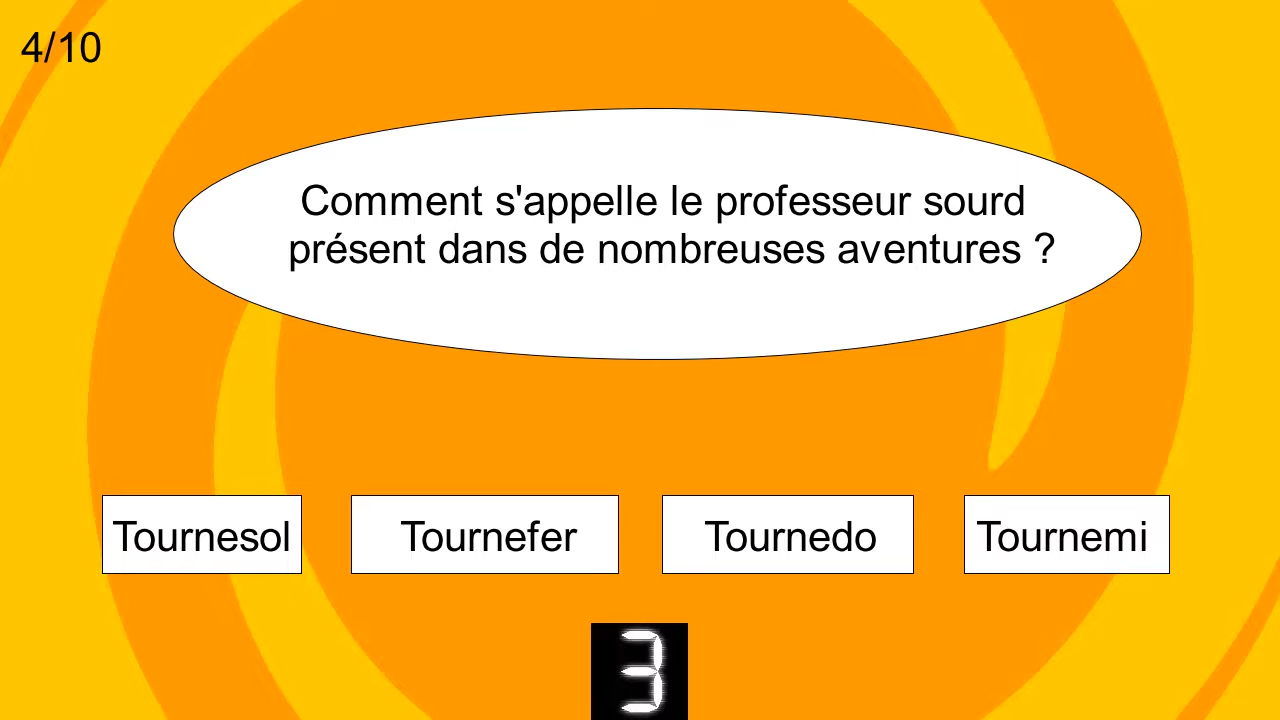 4/10
Comment s'appelle le professeur sourd
présent dans de nombreuses aventures ?
Tournesol
Tournefer
Tournedo
Tournemi
3